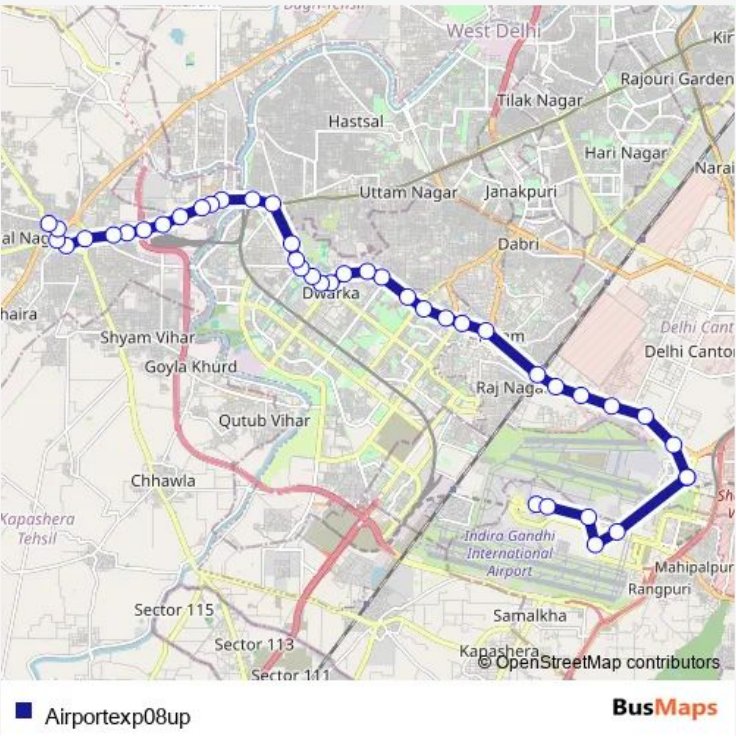 West Delhi
Kir
Rajouri Garden
Tilak Nagar
Hastsal
Hari Nagar
Narai
Uttam Nagar
Janakpuri
al Nag
Dabri
Dwarka
haira
Delhi Cant
Shyam Vihar
Delhi Canto
Goyla Khurd
Raj Naga
Qutub Vihar
Chhawla
Kapashera
Tehsil
Indira Gandhi
International
Airport
Mahipalpur
Rangpuri
Sector 115
Samalkha
Sector 113
Kapashera
© OpenStreetMap contributors
Sector 111
Airportexp08up
BusMaps